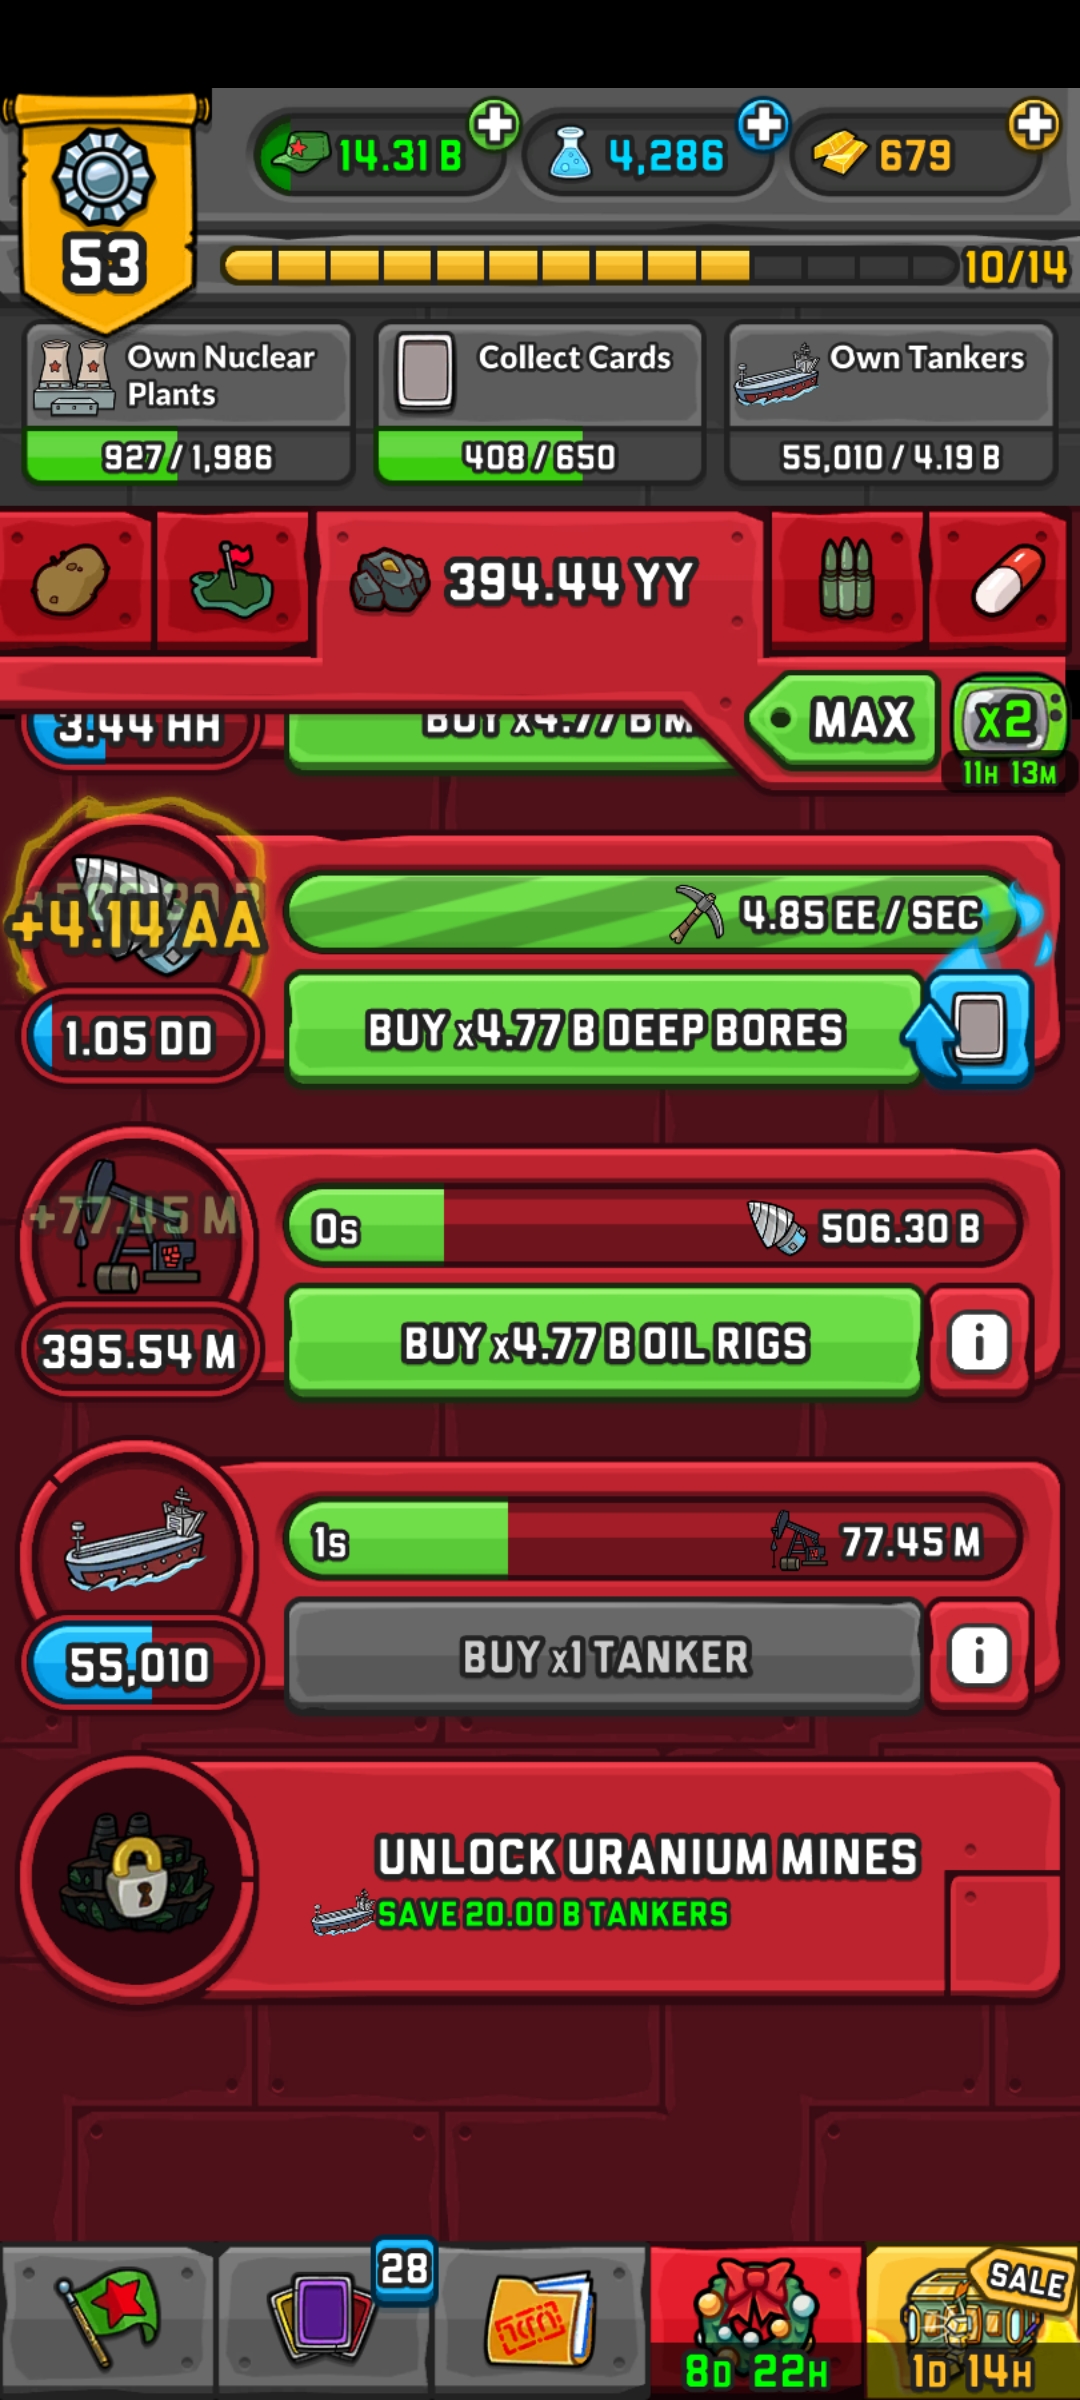 14.31 B
4,286
679
53
10/14
Own Nuclear
Plants
Collect Cards
Own Tankers
927 / 1,986
408 / 650
55,010 / 4.19 B
394.44 YY
3.44 HH
BUY x4.77 B
MAX
x2
11H 13M
+4.14 AA
4.85 EE / SEC
1.05 DD
BUY x4.77 B DEEP BORES
+77.45 M
0s
506.30 B
395.54 M
BUY x4.77 B OIL RIGS
1s
77.45 M
55,010
BUY x1 TANKER
UNLOCK URANIUM MINES
SAVE 20.00 B TANKERS
28
SALE
8D 22H
1D 14H